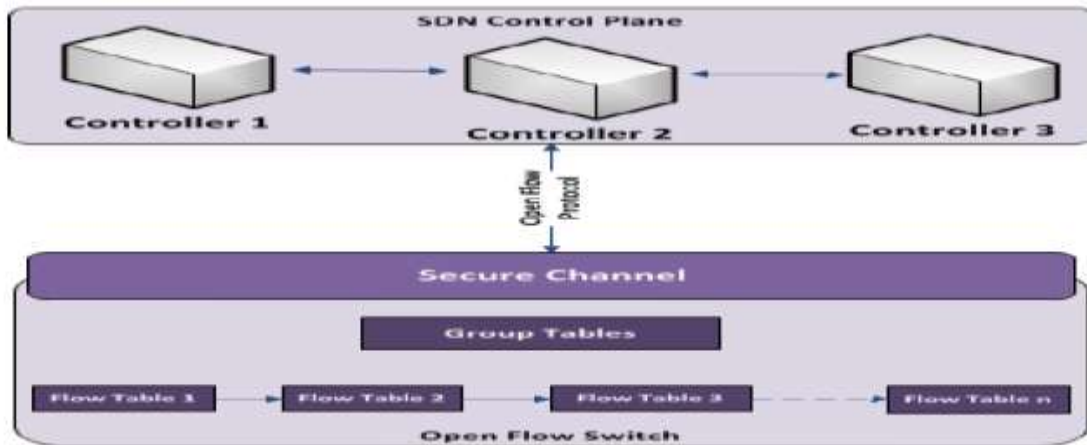 SDN Control Plane
Controller 1
Controller 2
Controller 3
Open Flow
Protocol
Secure Channel
Group Tables
Flow Table 1
Flow Table 2
Flow Table 3
Flow Table n
Open Flow Switch